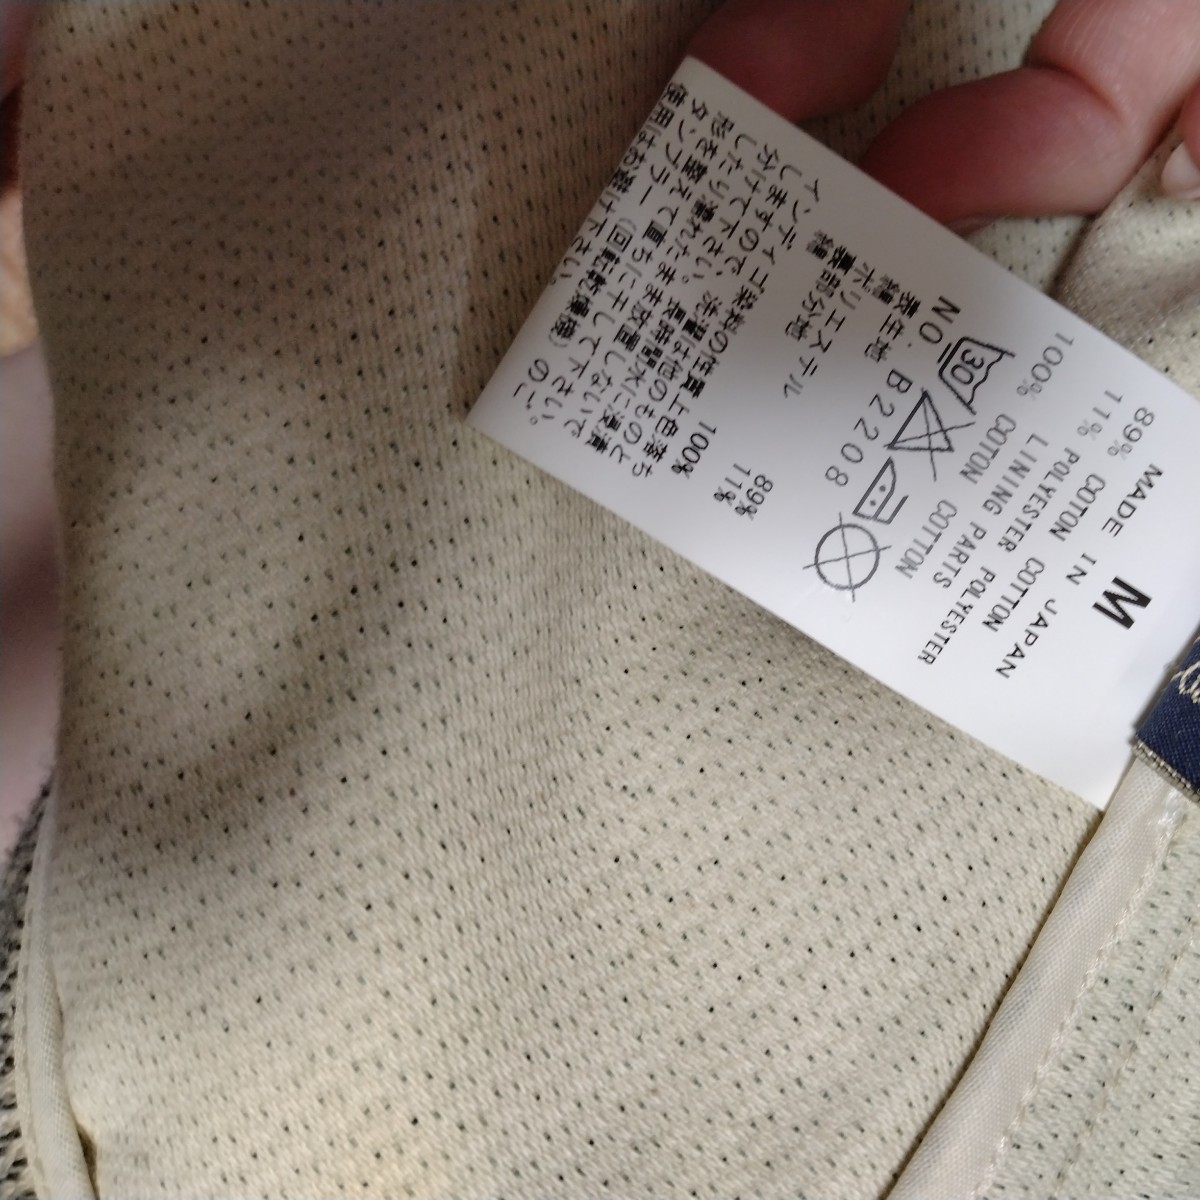 M
MADE IN JAPAN
89% COTTON COTTON
11% POLYESTER POLYESTER
LINING PARTS
100% COTTON COTTON
30
NO. B2208
表生地
綿 89%
ポリエステル 11%
裏部分地
綿 100%
インディゴ染料の性質上色落ち
しますので、洗濯は他のものと
分けて下さい。長時間水に浸漬
したり濡れたまま放置しないで
形を整えて直ちに干して下さい。
タンブラー(回転乾燥機)のご
使用はお避け下さい。